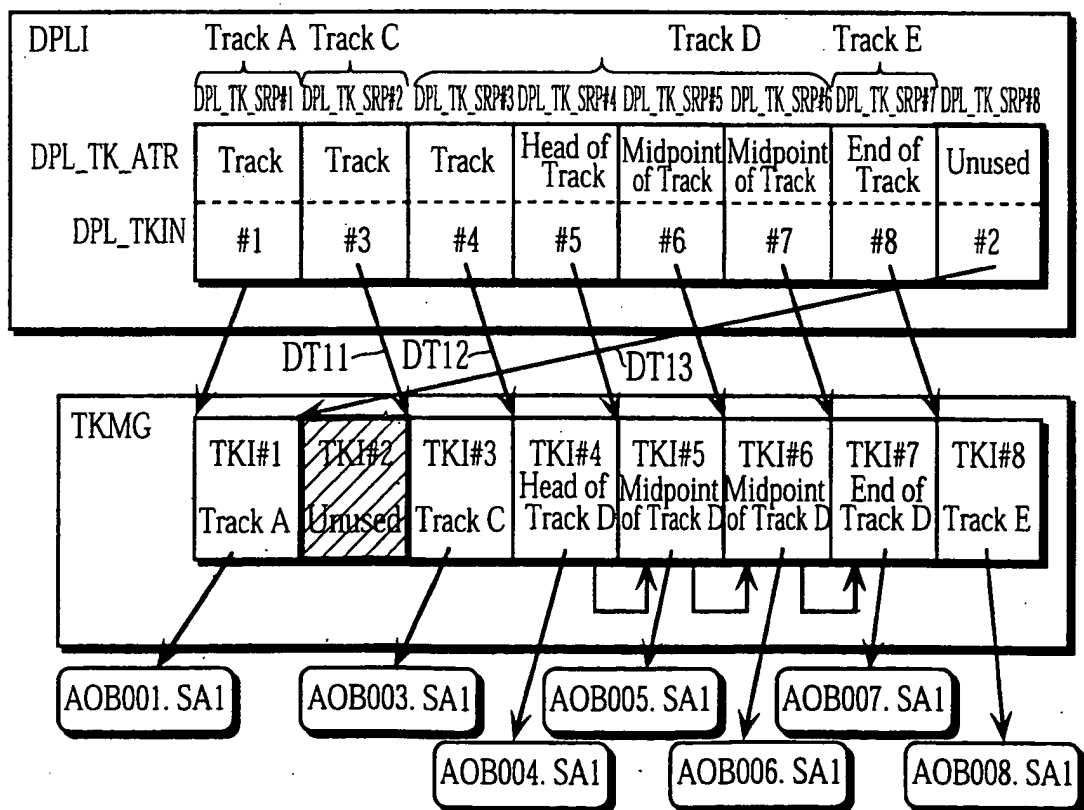 DPLI
Track A Track C Track D Track E
DPL_TK_SRP#1 DPL_TK_SRP#2 DPL_TK_SRP#3 DPL_TK_SRP#4 DPL_TK_SRP#5 DPL_TK_SRP#6 DPL_TK_SRP#7 DPL_TK_SRP#8
DPL_TK_ATR
Track Track Track Head of Track Midpoint of Track Midpoint of Track End of Track Unused
DPL_TKIN
#1 #3 #4 #5 #6 #7 #8 #2
DT11 DT12 DT13
TKMG
TKI#1 TKI#2 TKI#3 TKI#4 TKI#5 TKI#6 TKI#7 TKI#8
Track A Unused Track C Head of Track D Midpoint of Track D Midpoint of Track D End of Track D Track E
AOB001. SA1 AOB003. SA1 AOB005. SA1 AOB007. SA1
AOB004. SA1 AOB006. SA1 AOB008. SA1